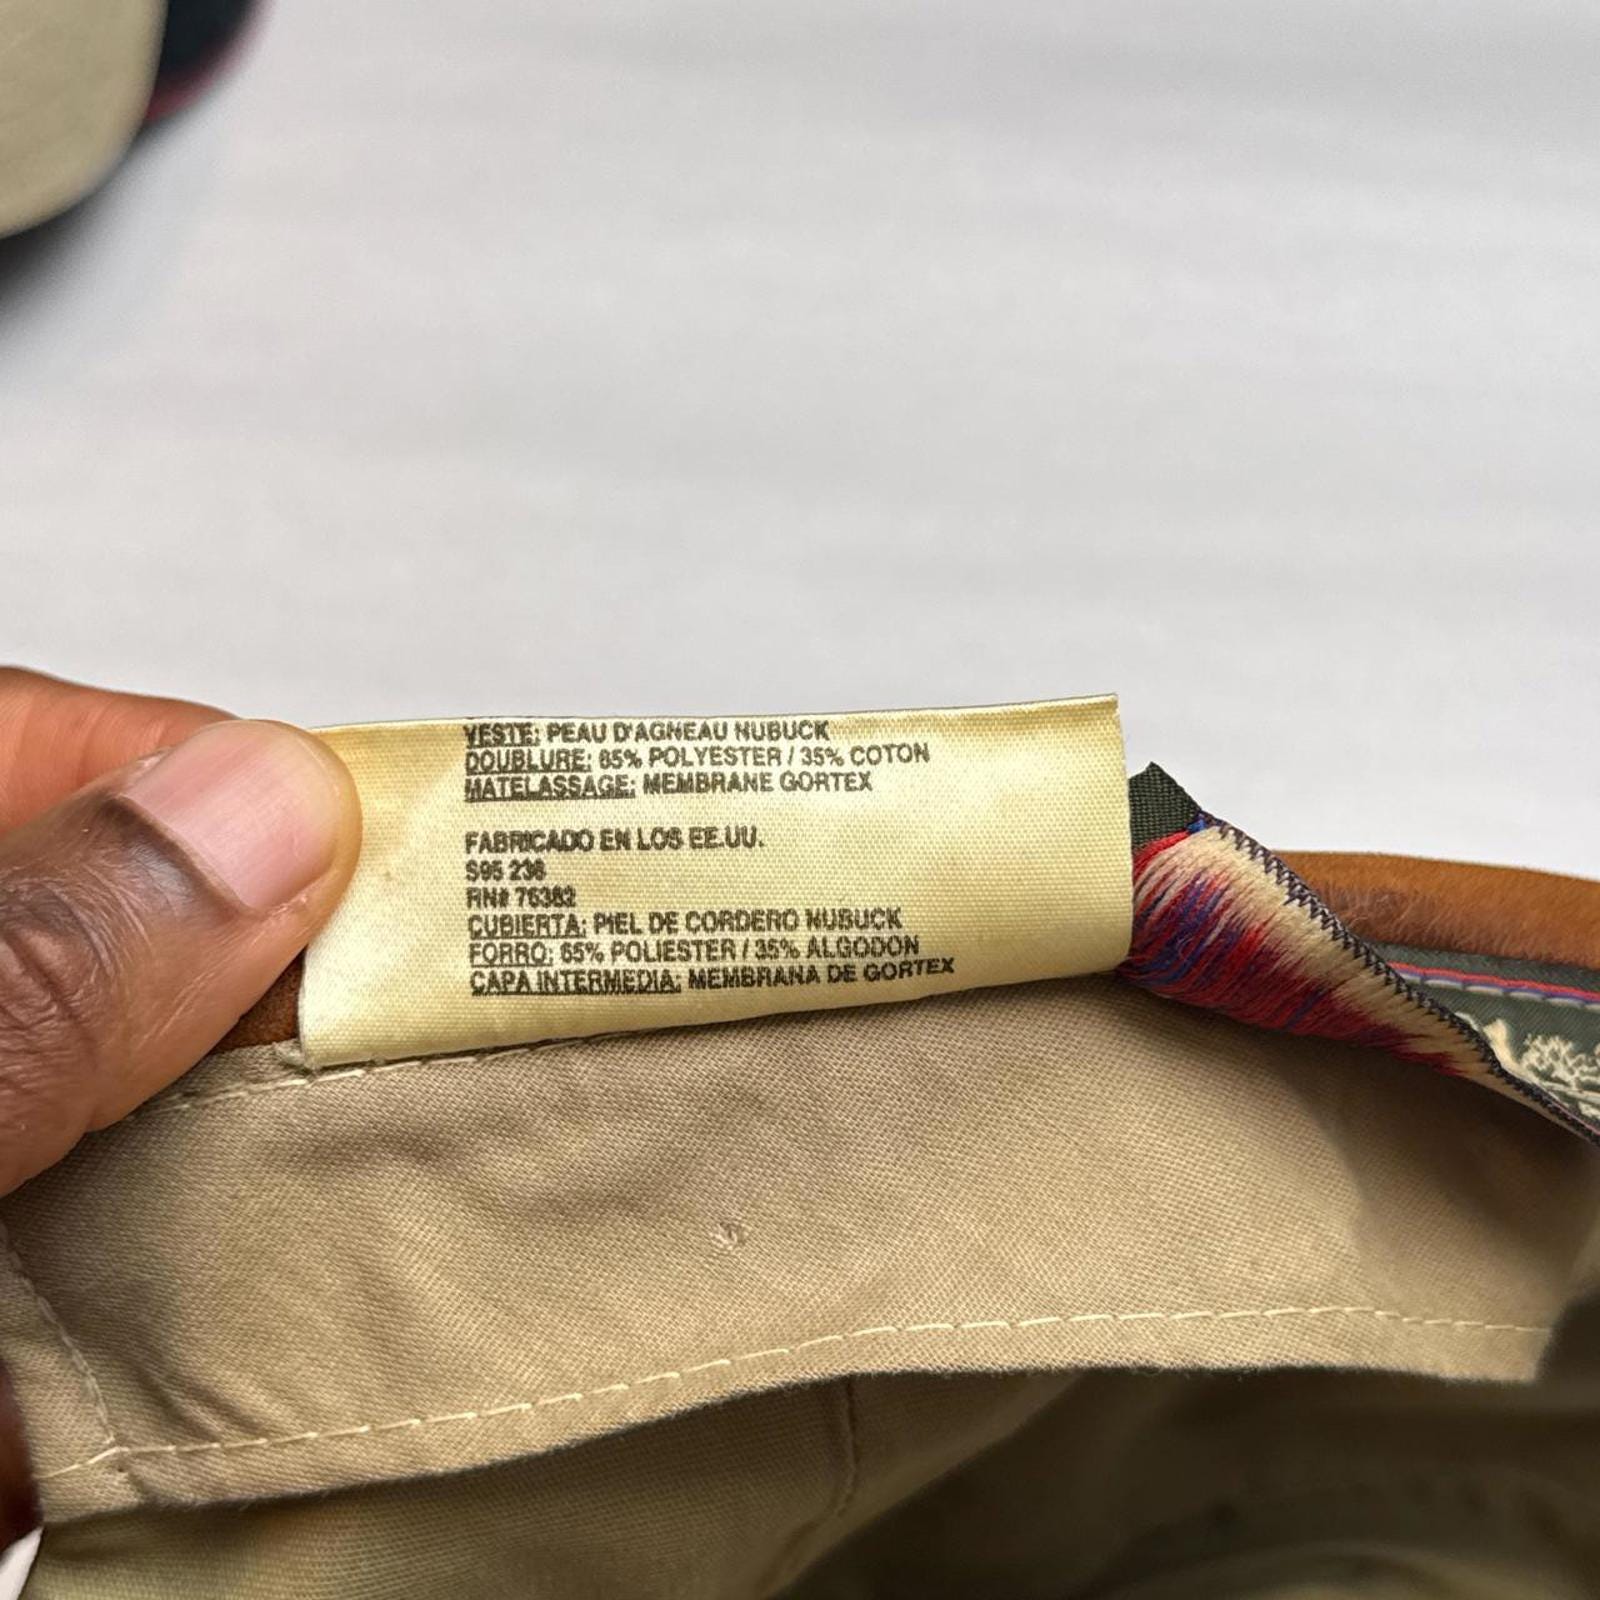 VESTE: PEAU D'AGNEAU NUBUCK
DOUBLURE: 65% POLYESTER / 35% COTON
MATELASSAGE: MEMBRANE GORTEX
FABRICADO EN LOS EE.UU.
S95 236
RN# 76382
CUBIERTA: PIEL DE CORDERO NUBUCK
FORRO: 65% POLIESTER / 35% ALGODON
CAPA INTERMEDIA: MEMBRANA DE GORTEX